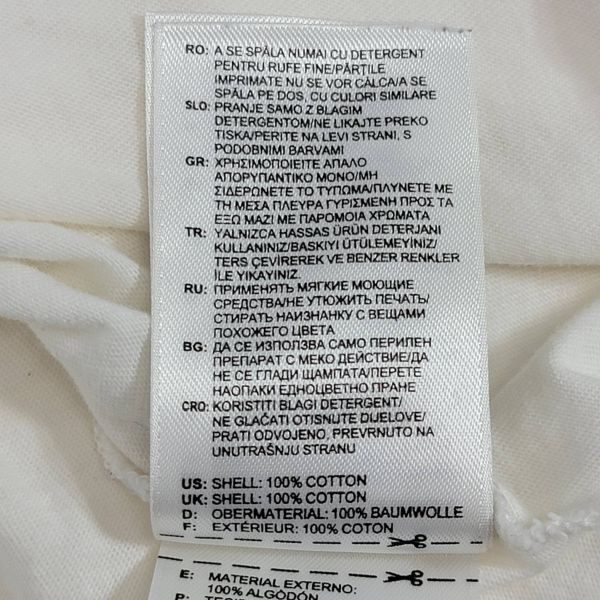 RO: A SE SPĂLA NUMAI CU DETERGENT
PENTRU RUFE FINE/PĂRȚILE
IMPRIMATE NU SE VOR CĂLCA/A SE
SPĂLA PE DOS, CU CULORI SIMILARE
SLO: PRANJE SAMO Z BLAGIM
DETERGENTOM/NE LIKAJTE PREKO
TISKA/PERITE NA LEVI STRANI, S
PODOBNIMI BARVAMI
GR: ΧΡΗΣΙΜΟΠΟΙΕΙΤΕ ΑΠΑΛΟ
ΑΠΟΡΥΠΑΝΤΙΚΟ ΜΟΝΟ/ΜΗ
ΣΙΔΕΡΩΝΕΤΕ ΤΟ ΤΥΠΩΜΑ/ΠΛΥΝΕΤΕ ΜΕ
ΤΗ ΜΕΣΑ ΠΛΕΥΡΑ ΓΥΡΙΣΜΕΝΗ ΠΡΟΣ ΤΑ
ΕΞΩ ΜΑΖΙ ΜΕ ΠΑΡΟΜΟΙΑ ΧΡΩΜΑΤΑ
TR: YALNIZCA HASSAS ÜRÜN DETERJANI
KULLANINIZ/BASKIYI ÜTÜLEMEYİNİZ/
TERS ÇEVİREREK VE BENZER RENKLER
İLE YIKAYINIZ.
RU: ПРИМЕНЯТЬ МЯГКИЕ МОЮЩИЕ
СРЕДСТВА/НЕ УТЮЖИТЬ ПЕЧАТЬ/
СТИРАТЬ НАИЗНАНКУ С ВЕЩАМИ
ПОХОЖЕГО ЦВЕТА
BG: ДА СЕ ИЗПОЛЗВА САМО ПЕРИЛЕН
ПРЕПАРАТ С МЕКО ДЕЙСТВИЕ/ДА
НЕ СЕ ГЛАДИ ЩАМПАТА/ПЕРЕТЕ
НАОПАКИ ЕДНОЦВЕТНО ПРАНЕ
CRO: KORISTITI BLAGI DETERGENT/
NE GLAČATI OTISNUTE DIJELOVE/
PRATI ODVOJENO, PREVRNUTO NA
UNUTRAŠNJU STRANU
US: SHELL: 100% COTTON
UK: SHELL: 100% COTTON
D: OBERMATERIAL: 100% BAUMWOLLE
F: EXTÉRIEUR: 100% COTON
E: MATERIAL EXTERNO:
100% ALGODÓN